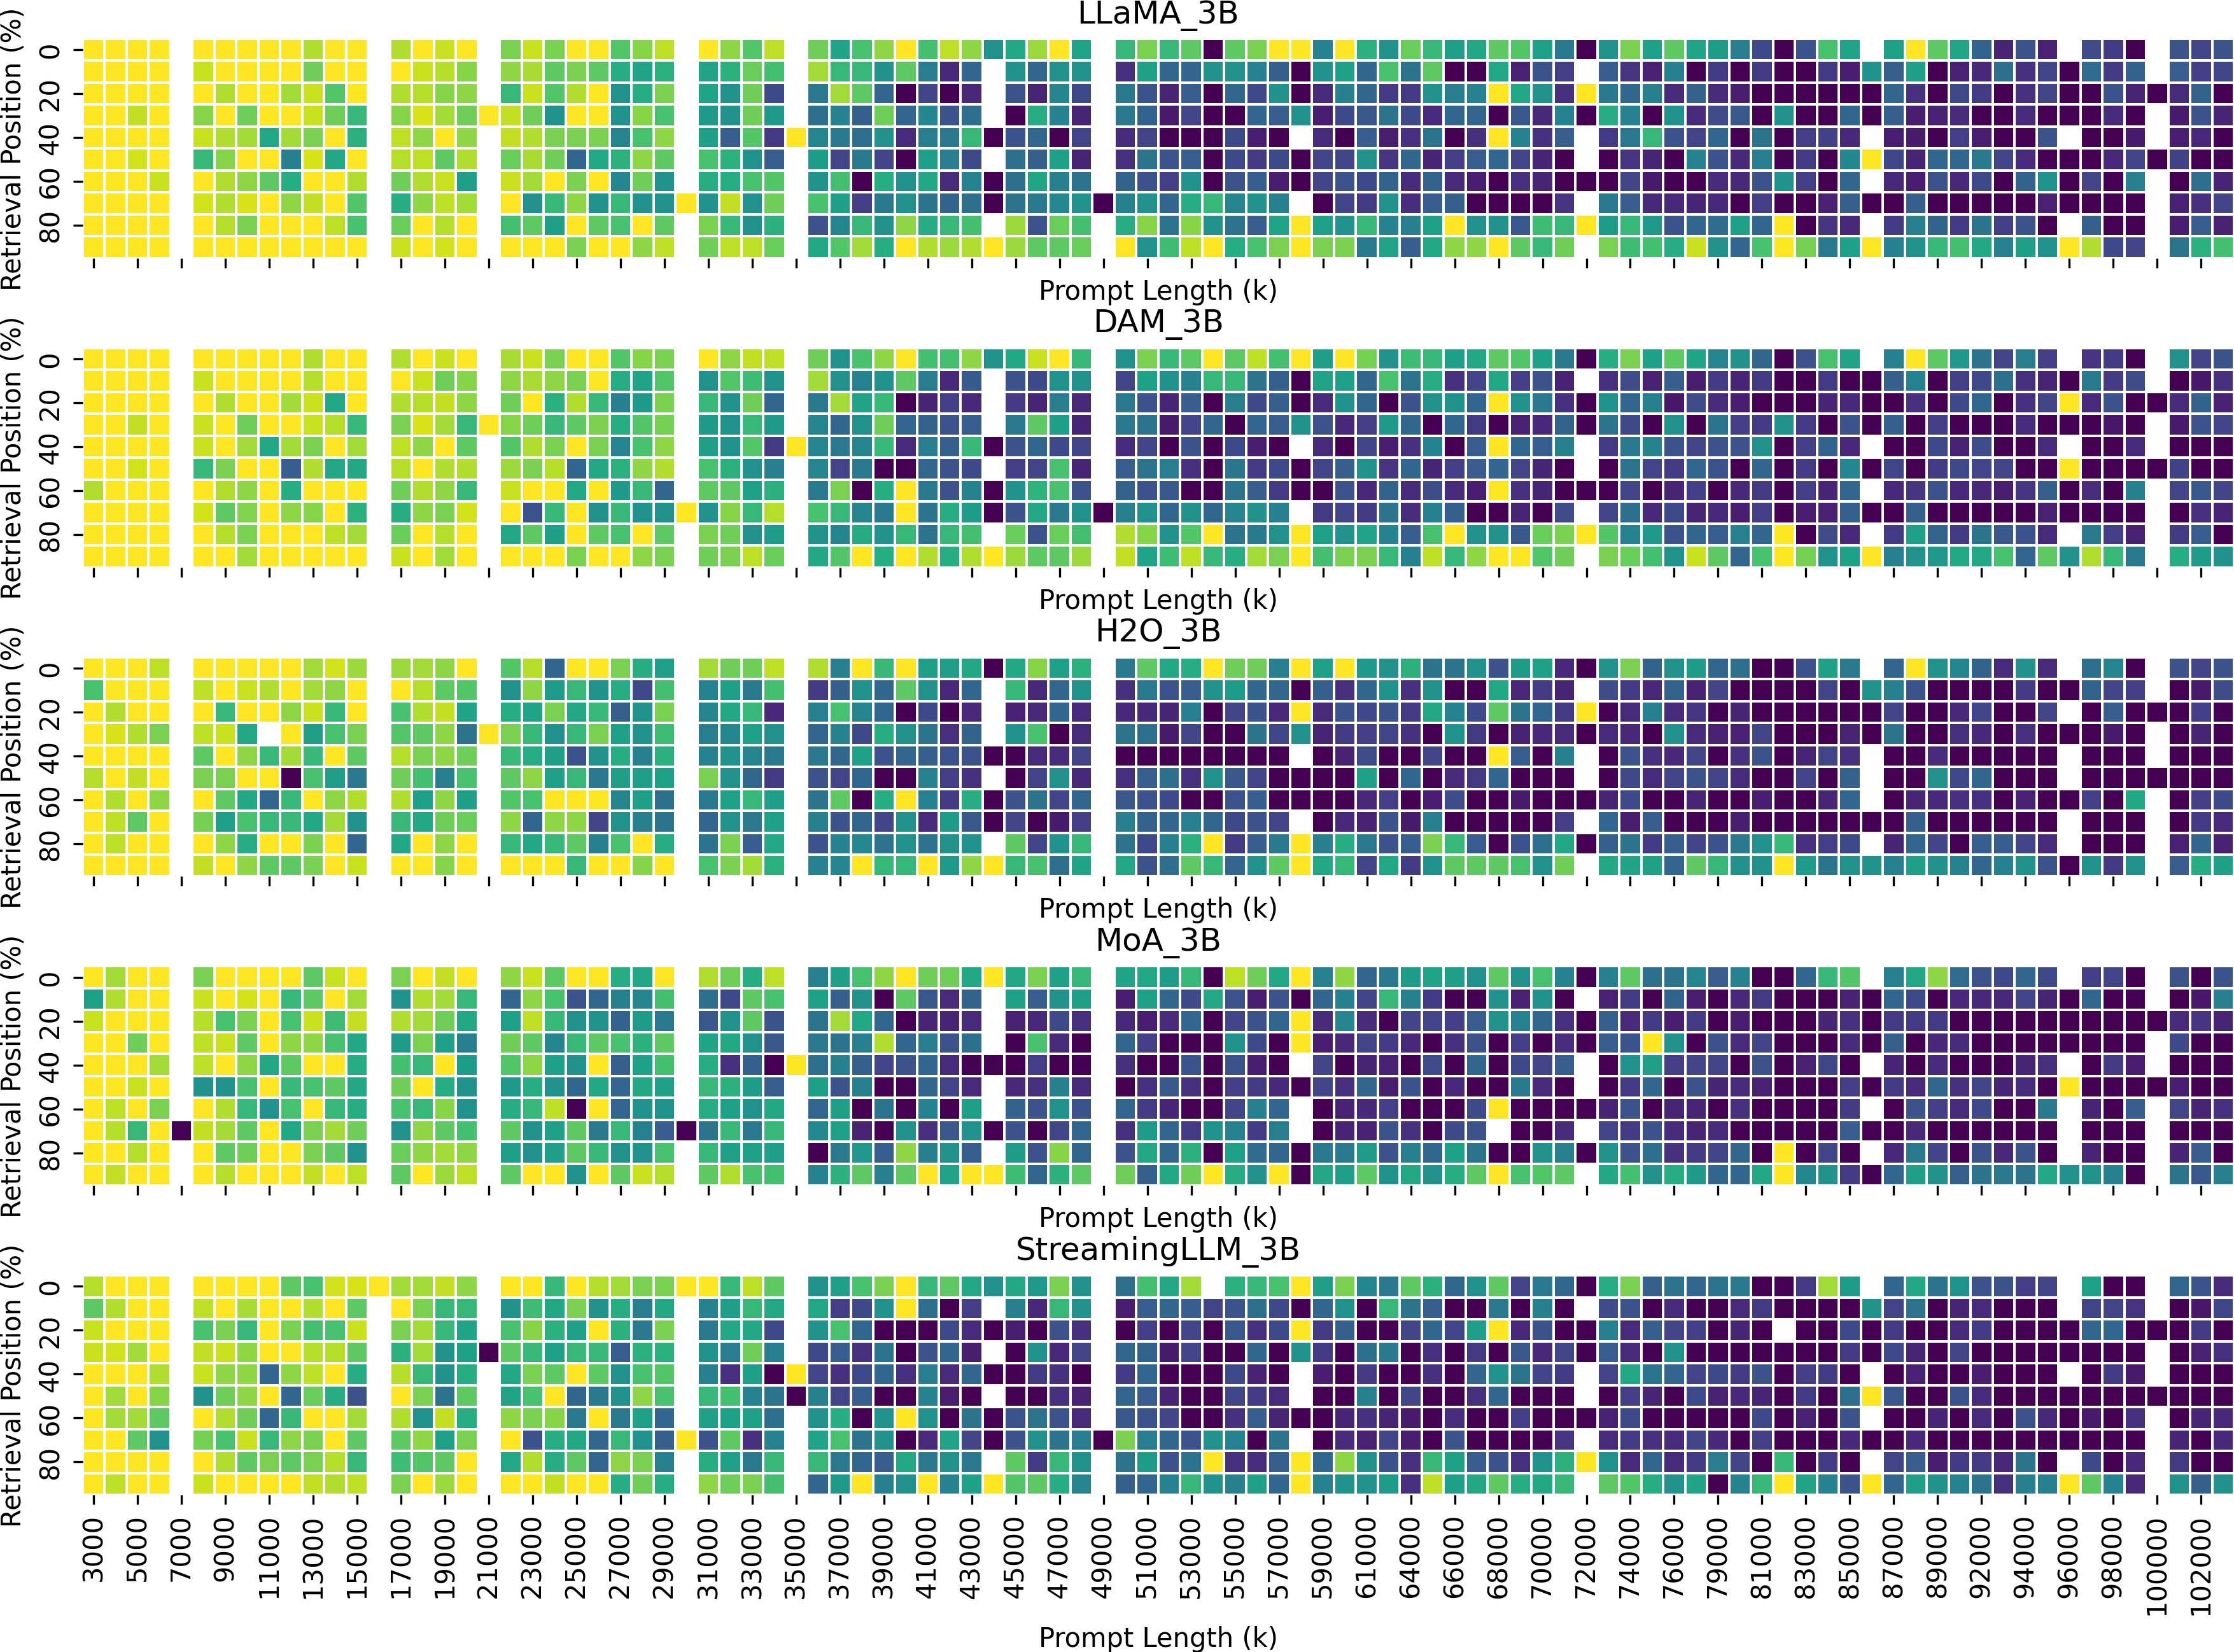 LLaMA_3B
Retrieval Position (%)
0
20
40
60
80
Prompt Length (k)
DAM_3B
Retrieval Position (%)
0
20
40
60
80
Prompt Length (k)
H2O_3B
Retrieval Position (%)
0
20
40
60
80
Prompt Length (k)
MoA_3B
Retrieval Position (%)
0
20
40
60
80
Prompt Length (k)
StreamingLLM_3B
Retrieval Position (%)
0
20
40
60
80
3000 5000 7000 9000 11000 13000 15000 17000 19000 21000 23000 25000 27000 29000 31000 33000 35000 37000 39000 41000 43000 45000 47000 49000 51000 53000 55000 57000 59000 61000 64000 66000 68000 70000 72000 74000 76000 79000 81000 83000 85000 87000 89000 92000 94000 96000 98000 100000 102000
Prompt Length (k)